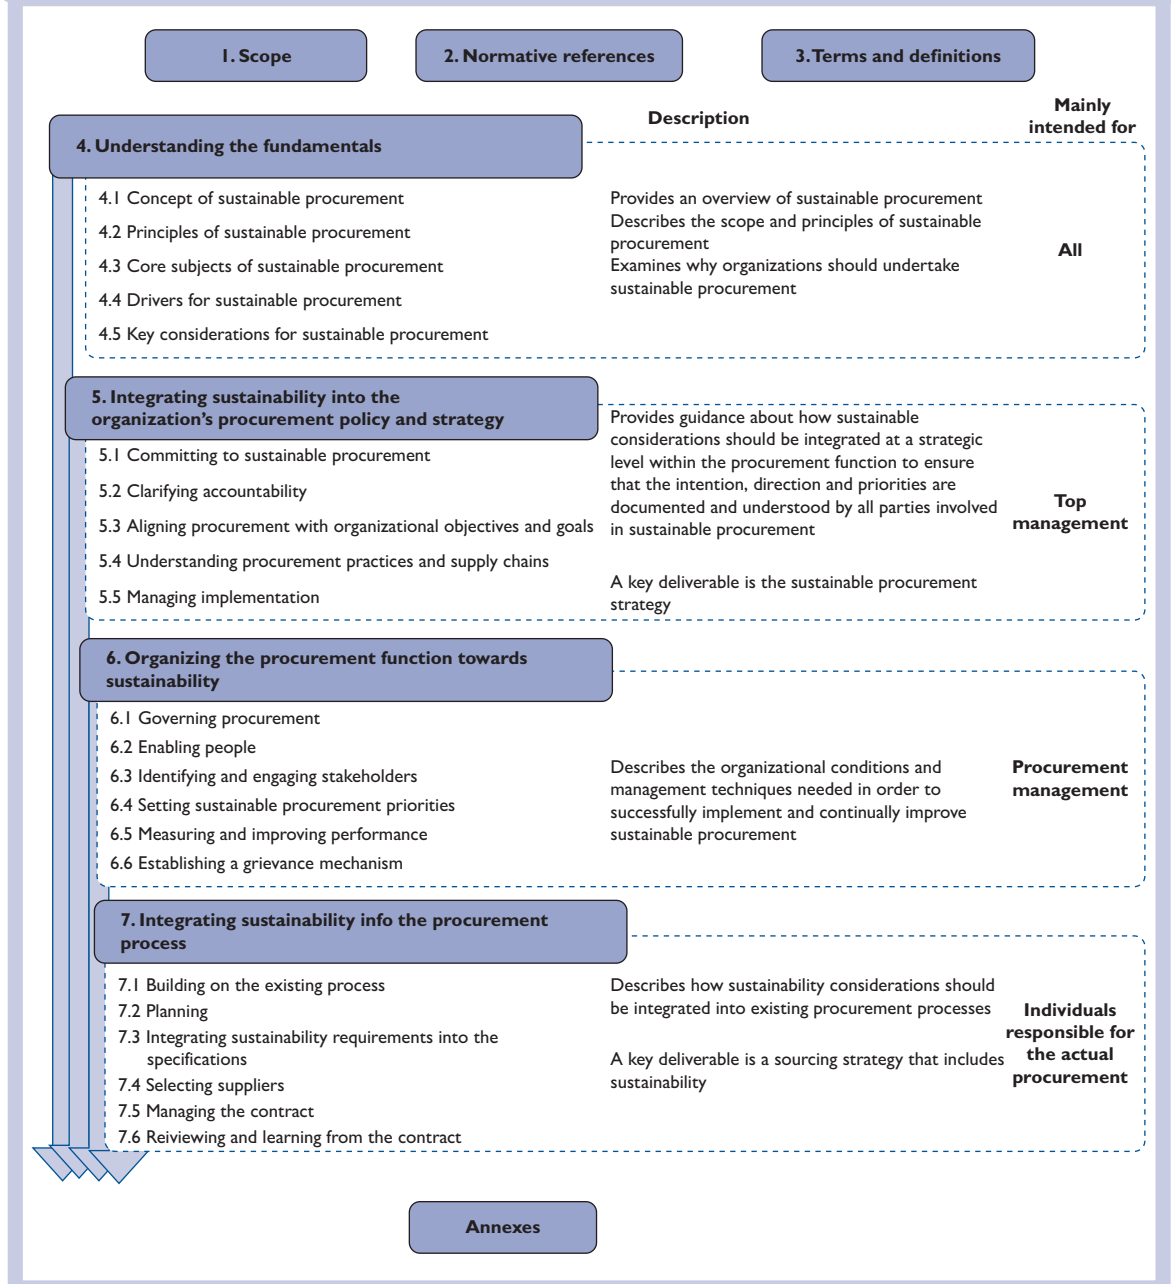 1. Scope
2. Normative references
3. Terms and definitions
Description
Mainly
intended for
4. Understanding the fundamentals
4.1 Concept of sustainable procurement
4.2 Principles of sustainable procurement
4.3 Core subjects of sustainable procurement
4.4 Drivers for sustainable procurement
4.5 Key considerations for sustainable procurement
Provides an overview of sustainable procurement
Describes the scope and principles of sustainable
procurement
Examines why organizations should undertake
sustainable procurement
All
5. Integrating sustainability into the
organization’s procurement policy and strategy
5.1 Committing to sustainable procurement
5.2 Clarifying accountability
5.3 Aligning procurement with organizational objectives and goals
5.4 Understanding procurement practices and supply chains
5.5 Managing implementation
Provides guidance about how sustainable
considerations should be integrated at a strategic
level within the procurement function to ensure
that the intention, direction and priorities are
documented and understood by all parties involved
in sustainable procurement
A key deliverable is the sustainable procurement
strategy
Top
management
6. Organizing the procurement function towards
sustainability
6.1 Governing procurement
6.2 Enabling people
6.3 Identifying and engaging stakeholders
6.4 Setting sustainable procurement priorities
6.5 Measuring and improving performance
6.6 Establishing a grievance mechanism
Describes the organizational conditions and
management techniques needed in order to
successfully implement and continually improve
sustainable procurement
Procurement
management
7. Integrating sustainability info the procurement
process
7.1 Building on the existing process
7.2 Planning
7.3 Integrating sustainability requirements into the
specifications
7.4 Selecting suppliers
7.5 Managing the contract
7.6 Reiviewing and learning from the contract
Describes how sustainability considerations should
be integrated into existing procurement processes
A key deliverable is a sourcing strategy that includes
sustainability
Individuals
responsible for
the actual
procurement
Annexes